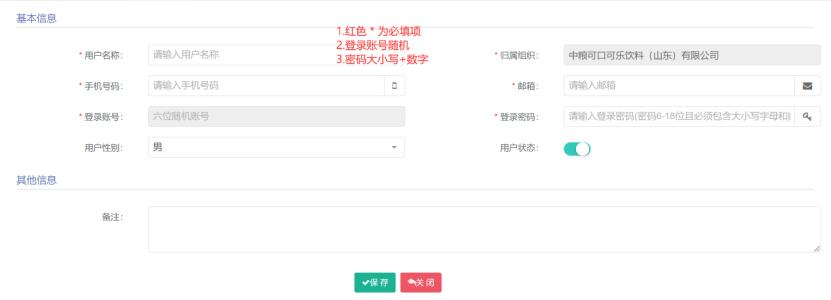 基本信息
1.红色 * 为必填项
2.登录账号随机
3.密码大小写+数字
* 用户名称： 请输入用户名称
* 归属组织： 中粮可口可乐饮料（山东）有限公司
* 手机号码： 请输入手机号码
* 邮箱： 请输入邮箱
* 登录账号： 六位随机账号
* 登录密码： 请输入登录密码(密码6-18位且必须包含大小写字母和
用户性别： 男
用户状态：
其他信息
备注：
保 存
关 闭